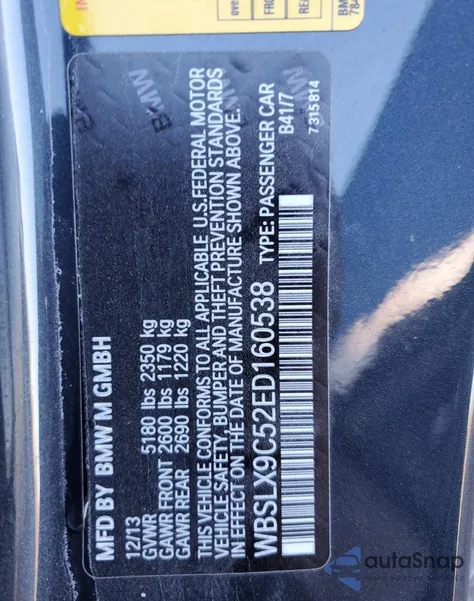 MFD BY BMW M GMBH
12/13
GVWR 5180 lbs 2350 kg
GAWR FRONT 2600 lbs 1179 kg
GAWR REAR 2690 lbs 1220 kg
THIS VEHICLE CONFORMS TO ALL APPLICABLE U.S.FEDERAL MOTOR
VEHICLE SAFETY, BUMPER AND THEFT PREVENTION STANDARDS
IN EFFECT ON THE DATE OF MANUFACTURE SHOWN ABOVE.
WBSLX9C52ED160538 TYPE: PASSENGER CAR
B41/7
7 315 814
BMW
BMW
autoSnap